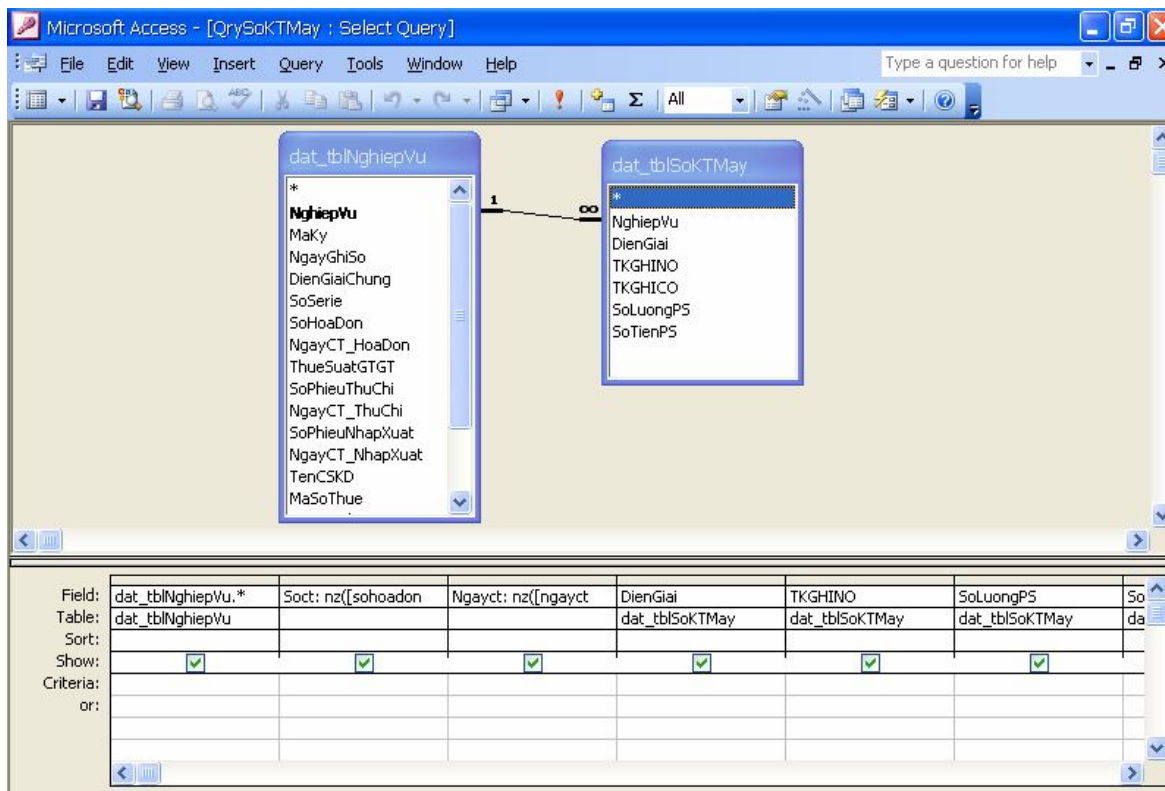 Microsoft Access - [QrySoKTMay : Select Query]
File Edit View Insert Query Tools Window Help Type a question for help
All
dat_tblNghiepVu
*
NghiepVu
MaKy
NgayGhiSo
DienGiaiChung
SoSerie
SoHoaDon
NgayCT_HoaDon
ThueSuatGTGT
SoPhieuThuChi
NgayCT_ThuChi
SoPhieuNhapXuat
NgayCT_NhapXuat
TenCSKD
MaSoThue
1 ∞
dat_tblSoKTMay
*
NghiepVu
DienGiai
TKGHINO
TKGHICO
SoLuongPS
SoTienPS
Field: dat_tblNghiepVu.* Soct: nz([sohoadon Ngayct: nz([ngayct DienGiai TKGHINO SoLuongPS So
Table: dat_tblNghiepVu dat_tblSoKTMay dat_tblSoKTMay dat_tblSoKTMay da
Sort:
Show:
Criteria:
or: